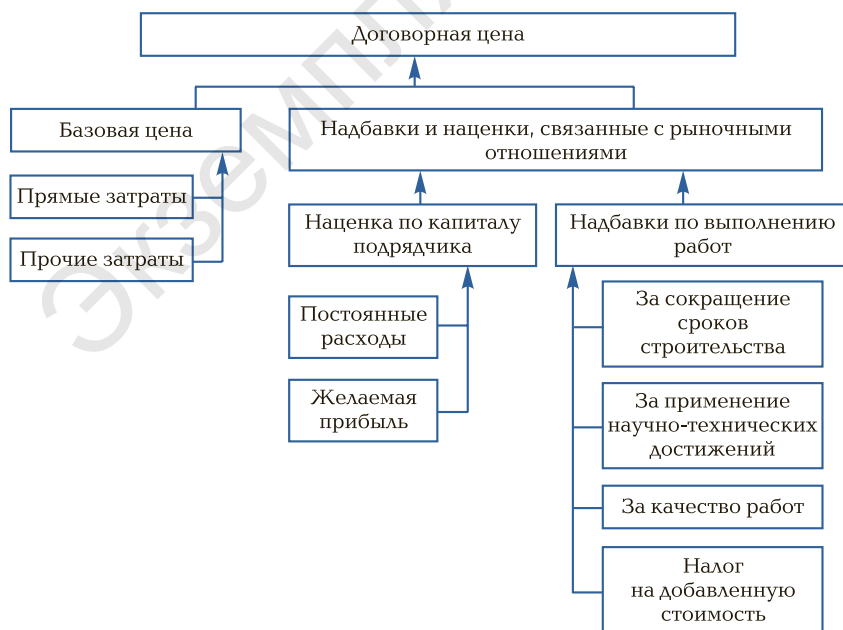 Договорная цена
Базовая цена
Надбавки и наценки, связанные с рыночными
отношениями
Прямые затраты
Прочие затраты
Наценка по капиталу
подрядчика
Надбавки по выполнению
работ
Постоянные
расходы
Желаемая
прибыль
За сокращение
сроков
строительства
За применение
научно-технических
достижений
За качество работ
Налог
на добавленную
стоимость